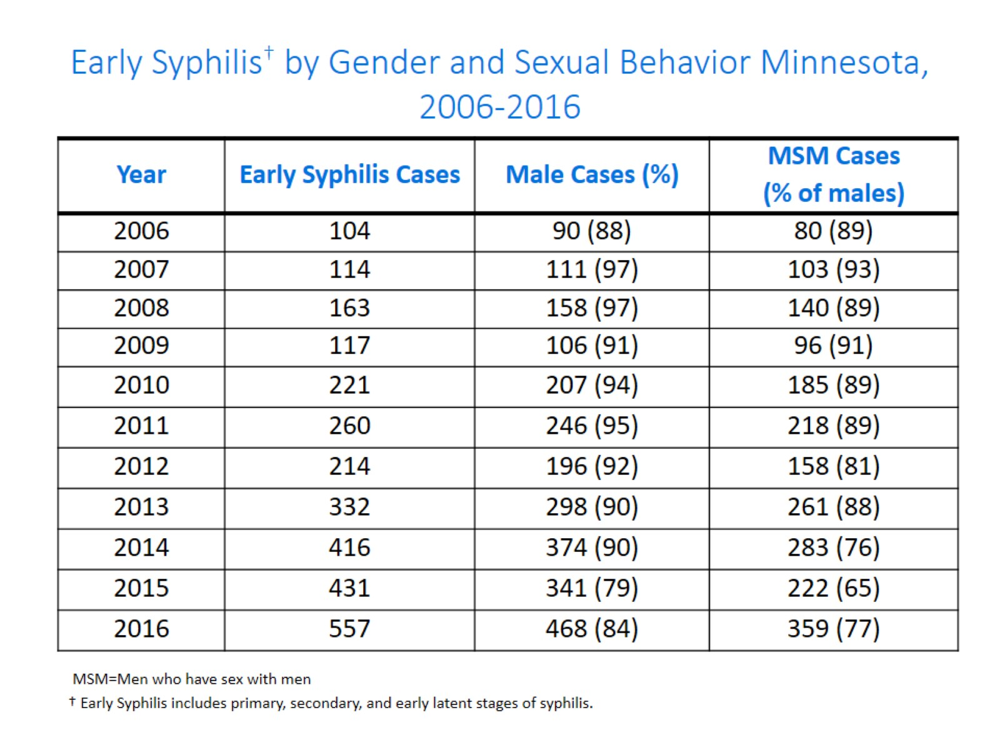 Early Syphilis† by Gender and Sexual Behavior Minnesota,
2006-2016
Year Early Syphilis Cases Male Cases (%) MSM Cases (% of males)
2006 104 90 (88) 80 (89)
2007 114 111 (97) 103 (93)
2008 163 158 (97) 140 (89)
2009 117 106 (91) 96 (91)
2010 221 207 (94) 185 (89)
2011 260 246 (95) 218 (89)
2012 214 196 (92) 158 (81)
2013 332 298 (90) 261 (88)
2014 416 374 (90) 283 (76)
2015 431 341 (79) 222 (65)
2016 557 468 (84) 359 (77)
MSM=Men who have sex with men
† Early Syphilis includes primary, secondary, and early latent stages of syphilis.